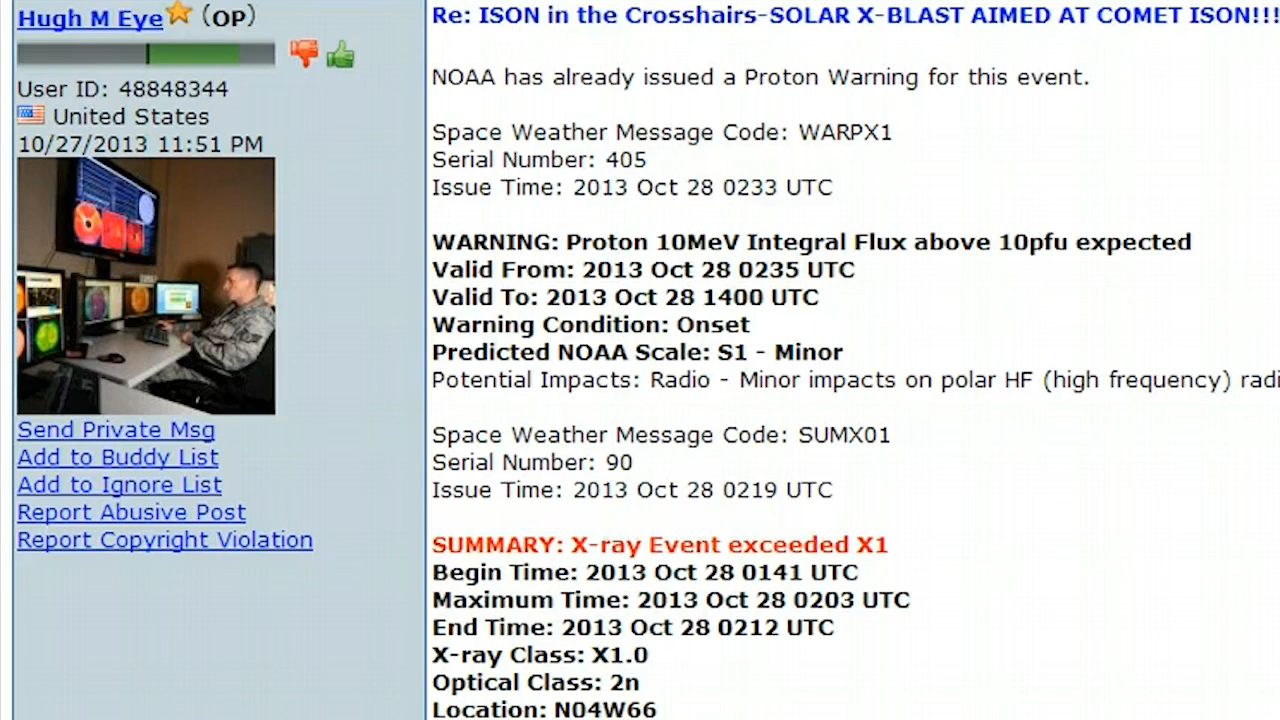 Hugh M Eye (OP)
User ID: 48848344
United States
10/27/2013 11:51 PM
Send Private Msg
Add to Buddy List
Add to Ignore List
Report Abusive Post
Report Copyright Violation
Re: ISON in the Crosshairs-SOLAR X-BLAST AIMED AT COMET ISON!!!
NOAA has already issued a Proton Warning for this event.
Space Weather Message Code: WARPX1
Serial Number: 405
Issue Time: 2013 Oct 28 0233 UTC
WARNING: Proton 10MeV Integral Flux above 10pfu expected
Valid From: 2013 Oct 28 0235 UTC
Valid To: 2013 Oct 28 1400 UTC
Warning Condition: Onset
Predicted NOAA Scale: S1 - Minor
Potential Impacts: Radio - Minor impacts on polar HF (high frequency) radi
Space Weather Message Code: SUMX01
Serial Number: 90
Issue Time: 2013 Oct 28 0219 UTC
SUMMARY: X-ray Event exceeded X1
Begin Time: 2013 Oct 28 0141 UTC
Maximum Time: 2013 Oct 28 0203 UTC
End Time: 2013 Oct 28 0212 UTC
X-ray Class: X1.0
Optical Class: 2n
Location: N04W66